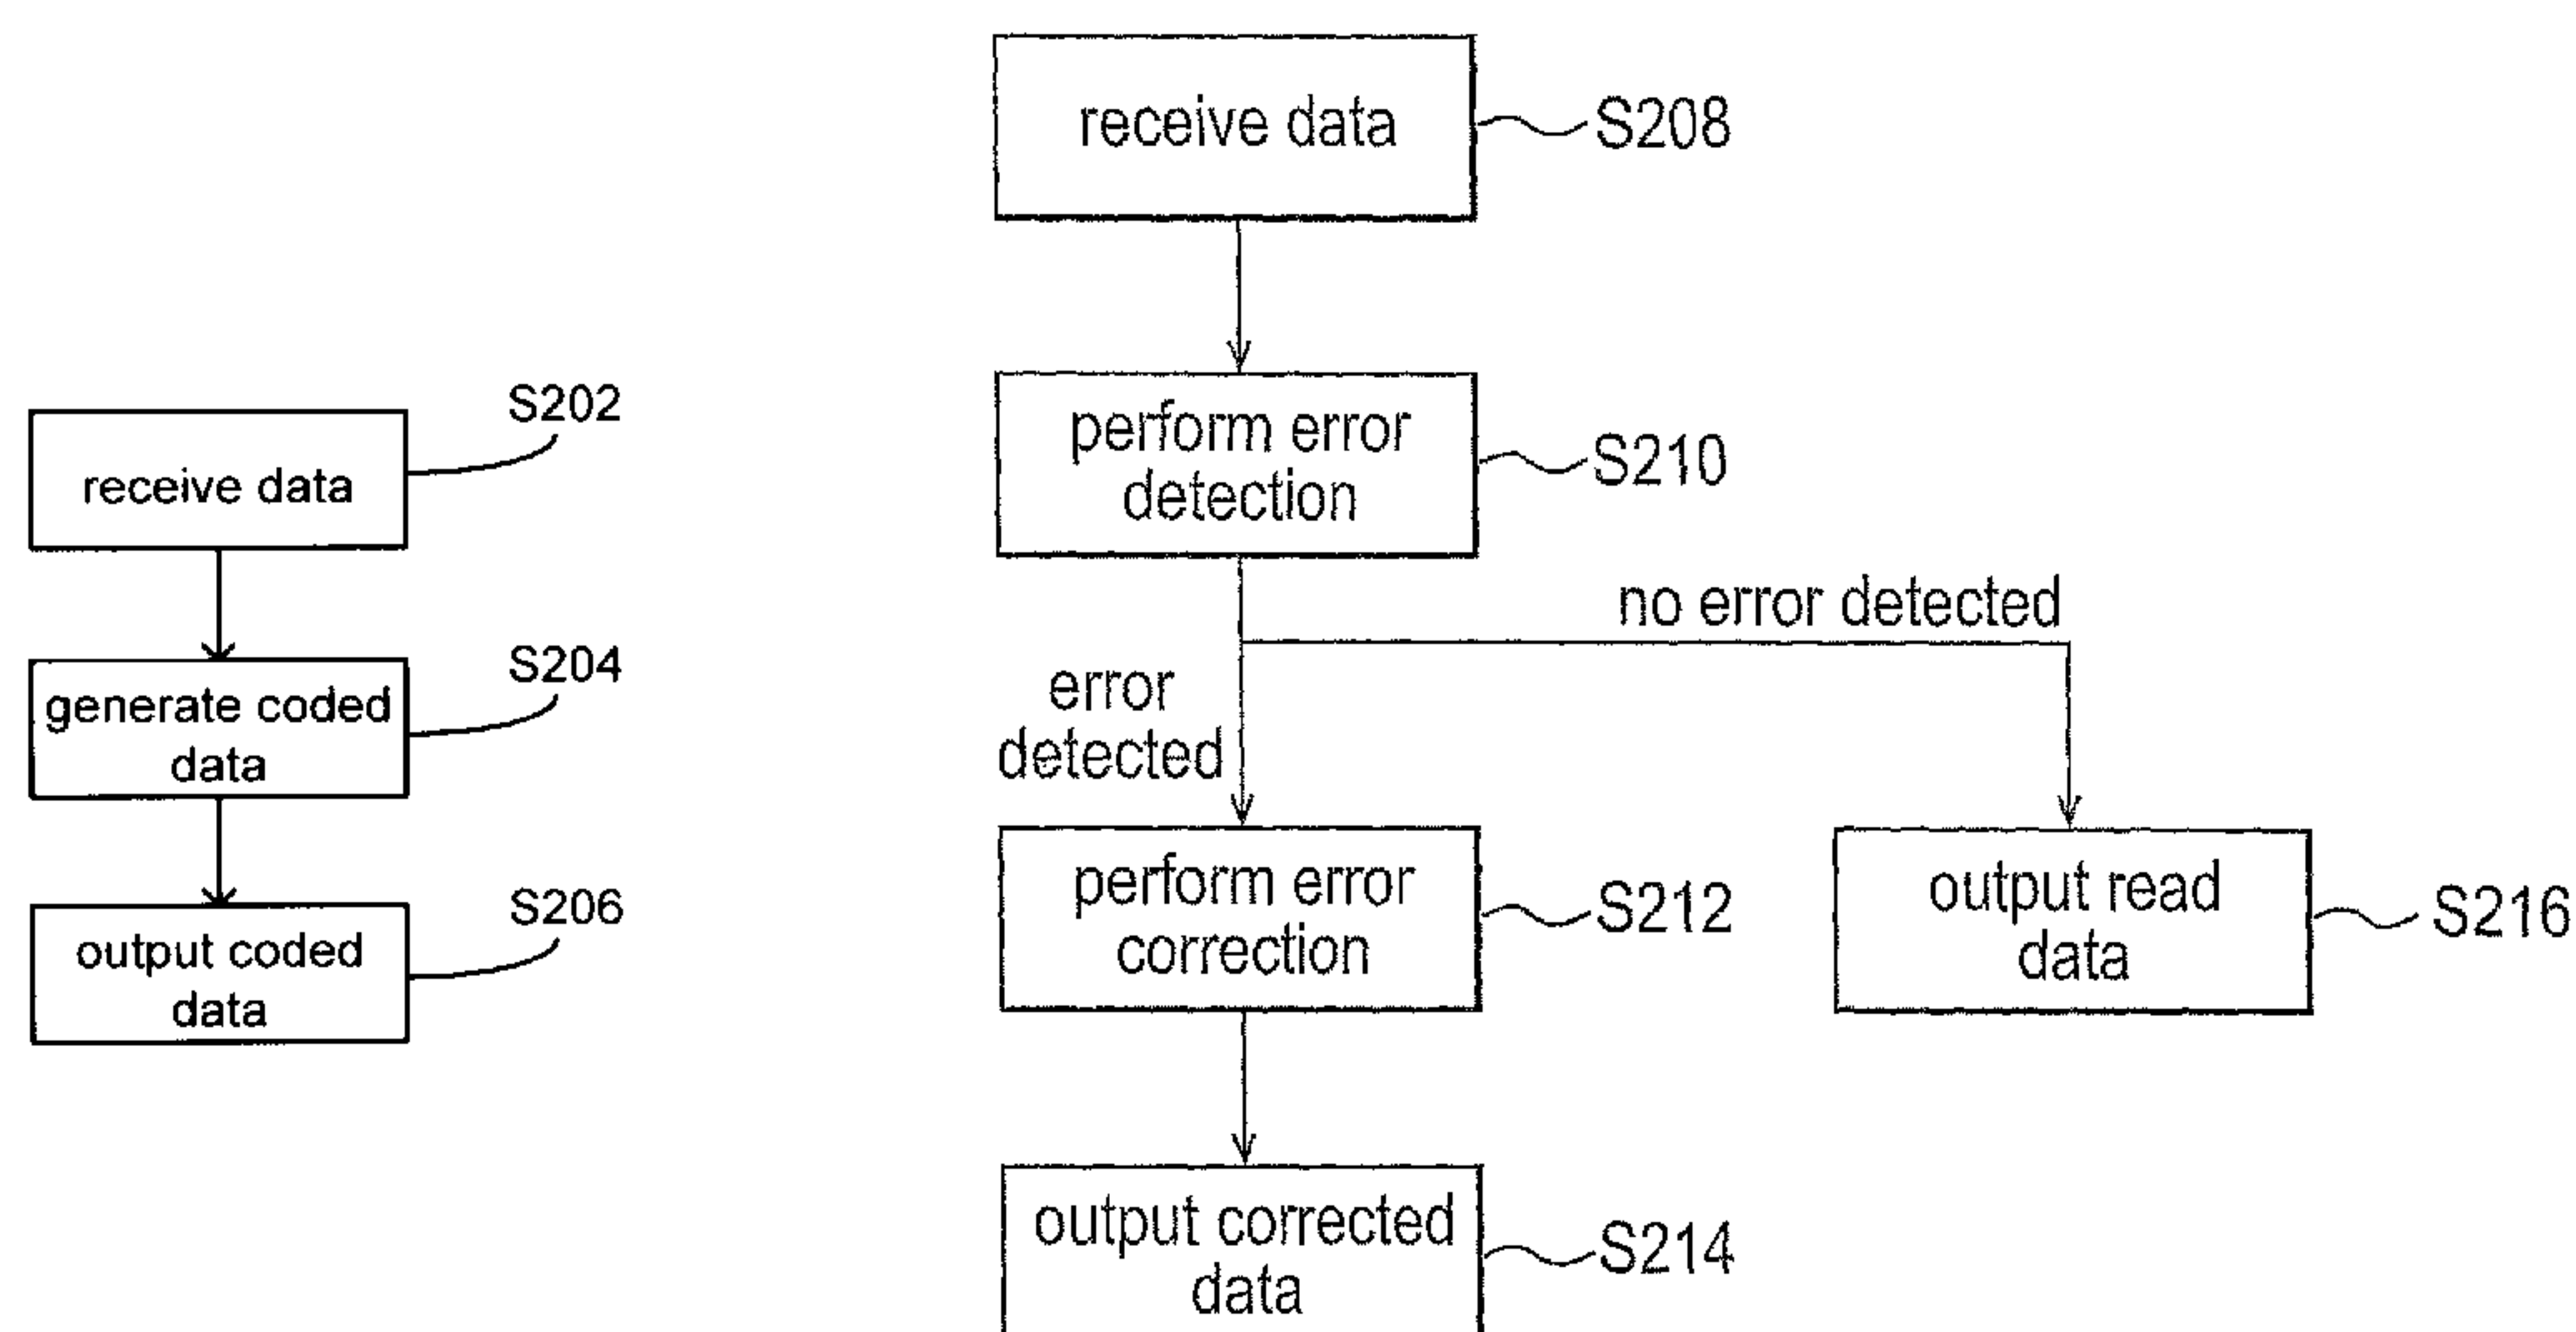 S202
receive data
S204
generate coded
data
S206
output coded
data
receive data
S208
perform error
detection
S210
no error detected
error
detected
perform error
correction
S212
output read
data
S216
output corrected
data
S214